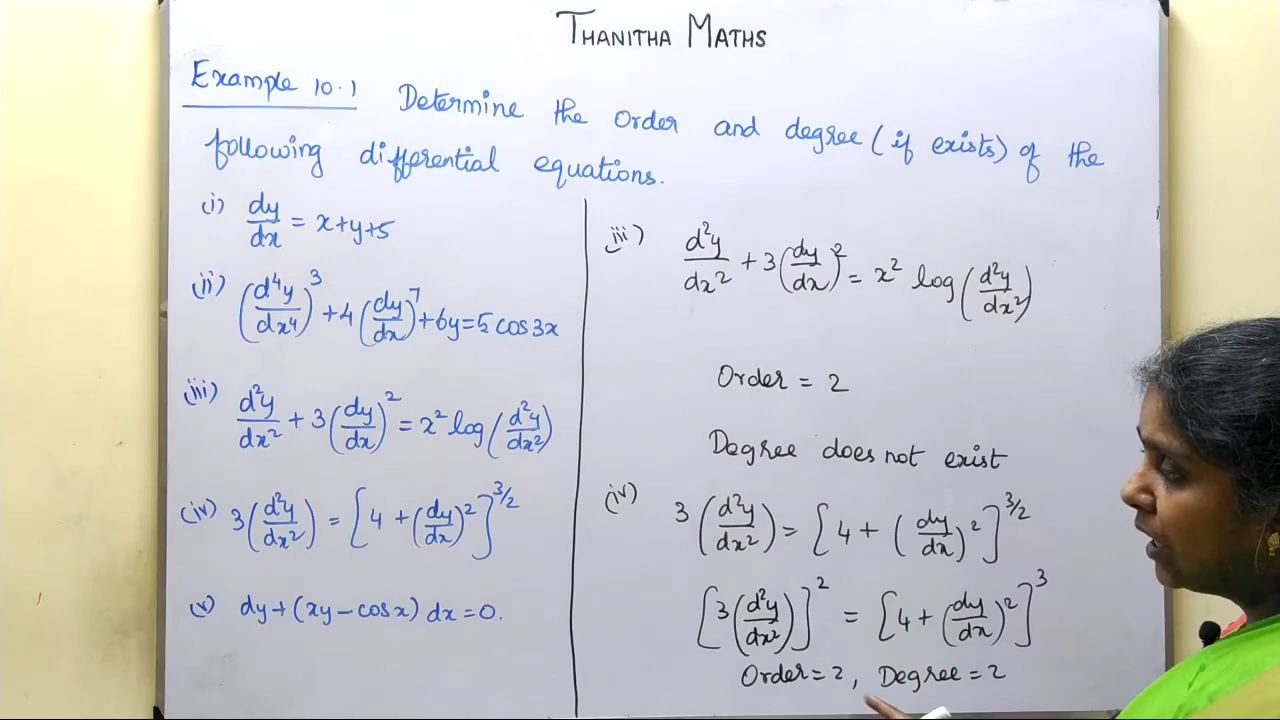 THANITHA MATHS
Example 10.1 Determine the Order and degree (if exists) of the
following differential equations.
(i) dy/dx = x+y+5
(ii) (d⁴y/dx⁴)³ + 4(dy/dx)⁷ + 6y = 5 cos 3x
(iii) d²y/dx² + 3(dy/dx)² = x² log(d²y/dx²)
(iv) 3(d²y/dx²) = [4 + (dy/dx)²]^3/2
(v) dy + (xy − cos x) dx = 0.
iii) d²y/dx² + 3(dy/dx)² = x² log(d²y/dx²)
Order = 2
Degree does not exist
(iv) 3(d²y/dx²) = [4 + (dy/dx)²]^3/2
[3(d²y/dx²)]² = [4 + (dy/dx)²]³
Order = 2, Degree = 2